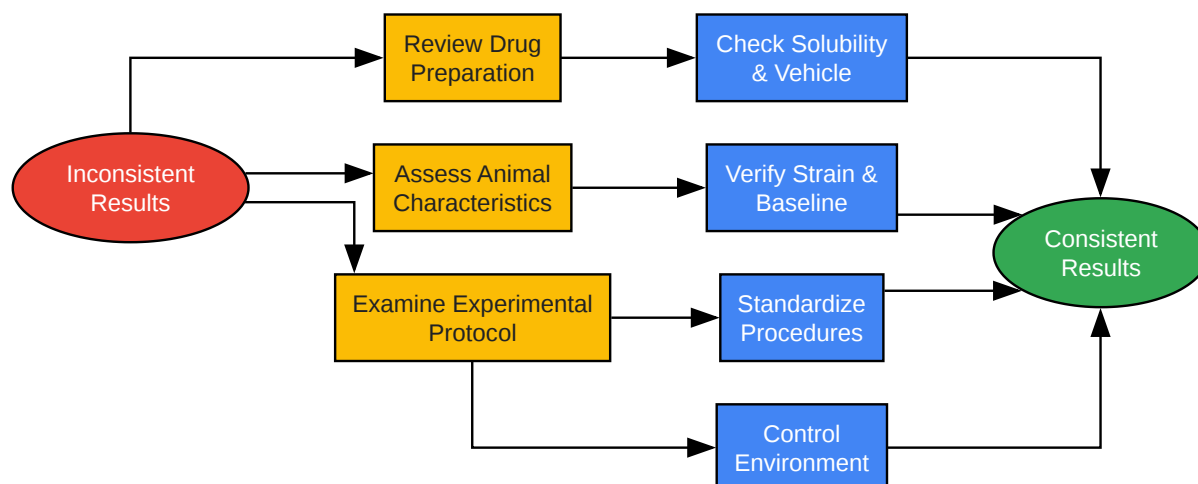 Review Drug
Preparation
Check Solubility
& Vehicle
Inconsistent
Results
Assess Animal
Characteristics
Verify Strain &
Baseline
Consistent
Results
Examine Experimental
Protocol
Standardize
Procedures
Control
Environment